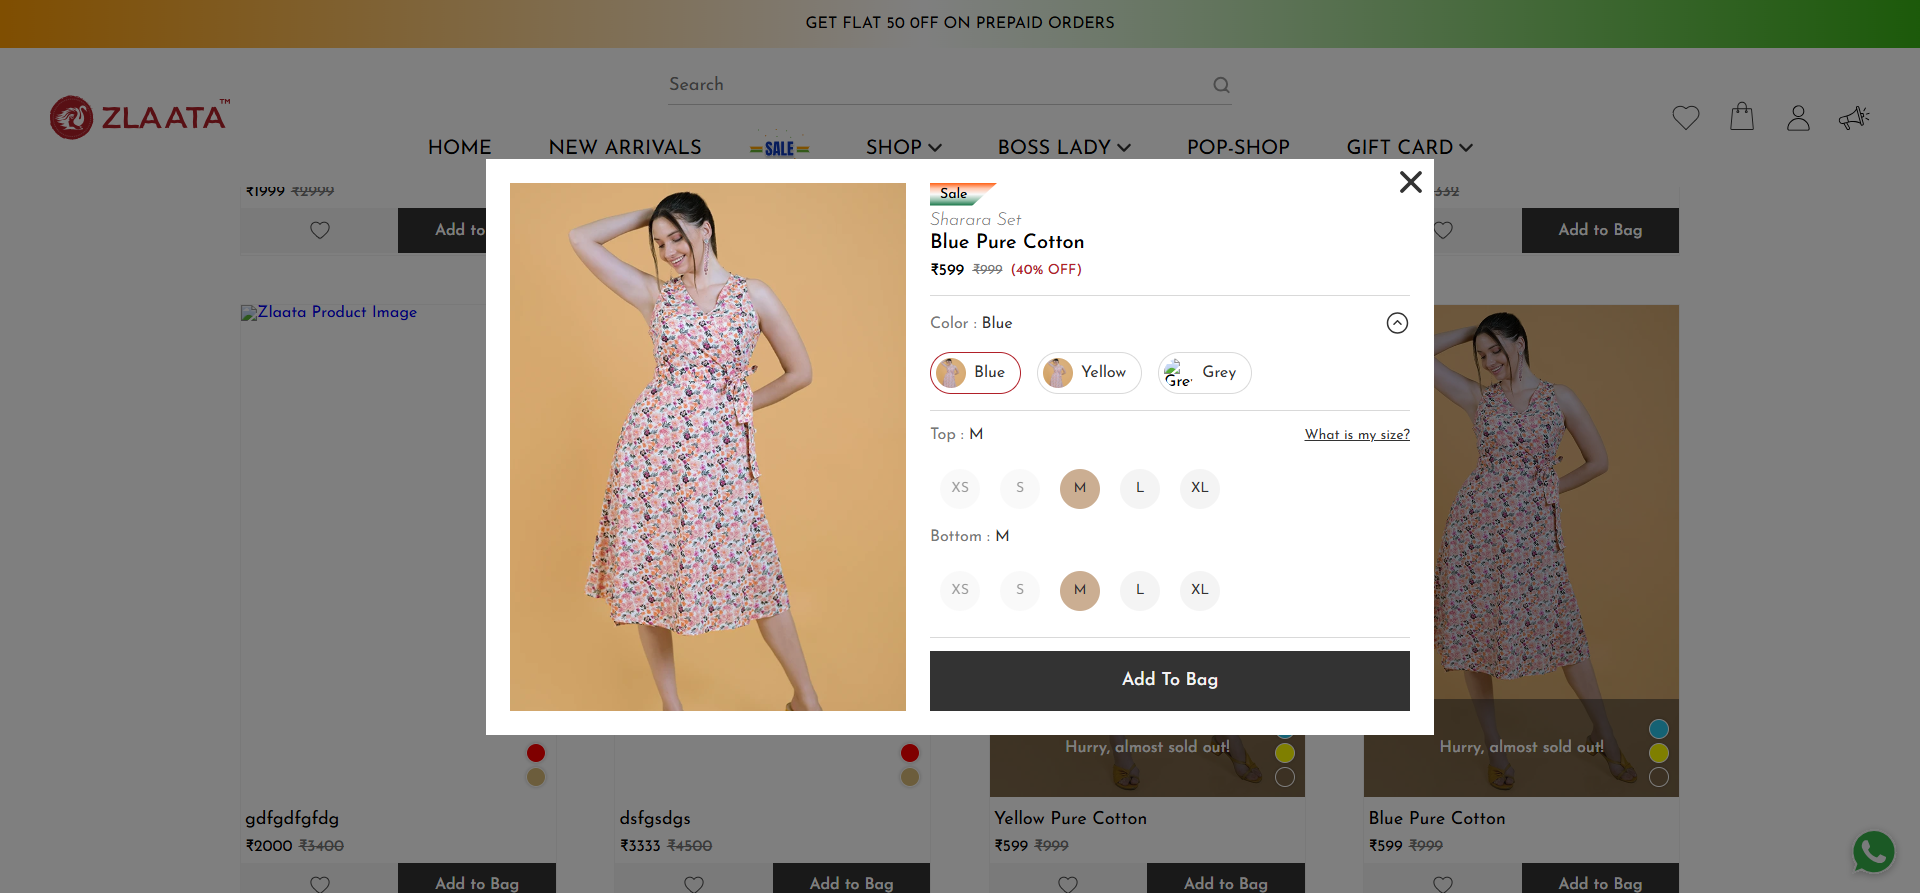 GET FLAT 50 0FF ON PREPAID ORDERS
Search
ZLAATA™
HOME
NEW ARRIVALS
SALE
SHOP
BOSS LADY
POP-SHOP
GIFT CARD
₹1999 ₹2999
Add to
Add to Bag
Sale
Sharara Set
Blue Pure Cotton
₹599 ₹999 (40% OFF)
Color : Blue
Blue
Yellow
Grey
Top : M
What is my size?
XS S M L XL
Bottom : M
XS S M L XL
Add To Bag
Zlaata Product Image
Hurry, almost sold out!
Hurry, almost sold out!
gdfgdfgfdg
₹2000 ₹3400
Add to Bag
dsfgsdgs
₹3333 ₹4500
Add to Bag
Yellow Pure Cotton
₹599 ₹999
Add to Bag
Blue Pure Cotton
₹599 ₹999
Add to Bag